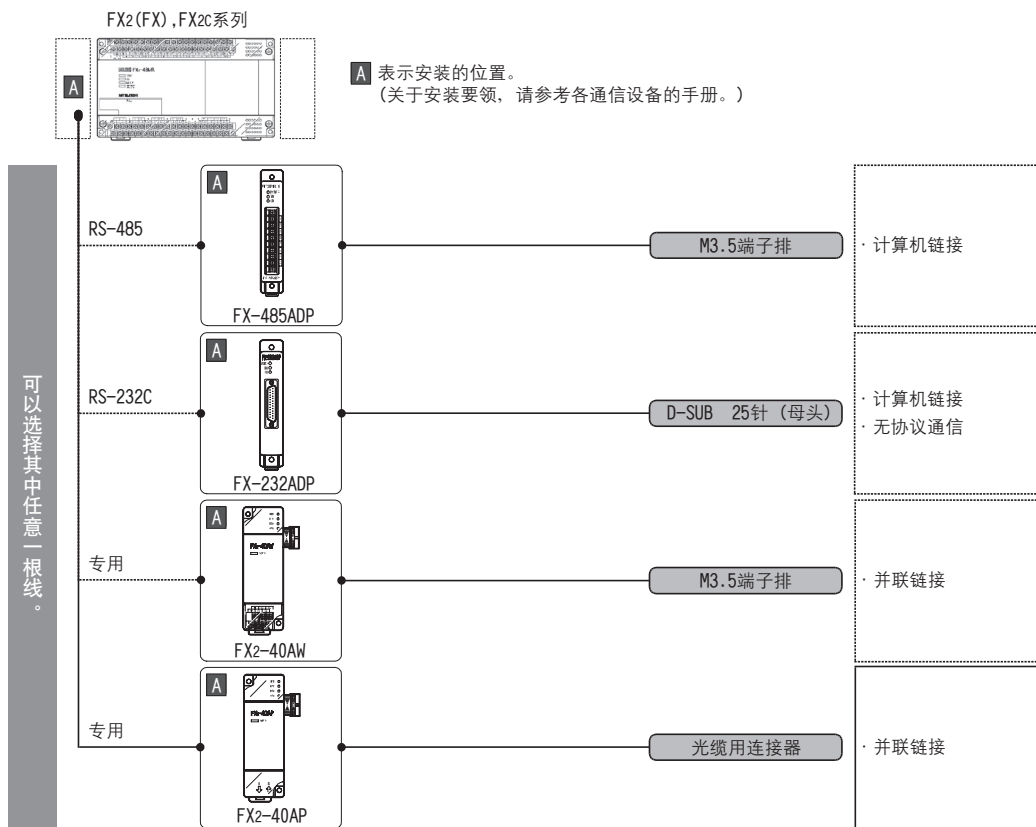 FX2(FX),FX2C系列
A
A 表示安装的位置。
(关于安装要领，请参考各通信设备的手册。)
可以选择其中任意一根线。
RS-485
A
FX-485ADP
M3.5端子排
·计算机链接
RS-232C
A
FX-232ADP
D-SUB 25针 (母头)
·计算机链接
·无协议通信
专用
A
FX2-40AW
FX2-40AW
M3.5端子排
·并联链接
专用
A
FX2-40AP
FX2-40AP
光缆用连接器
·并联链接